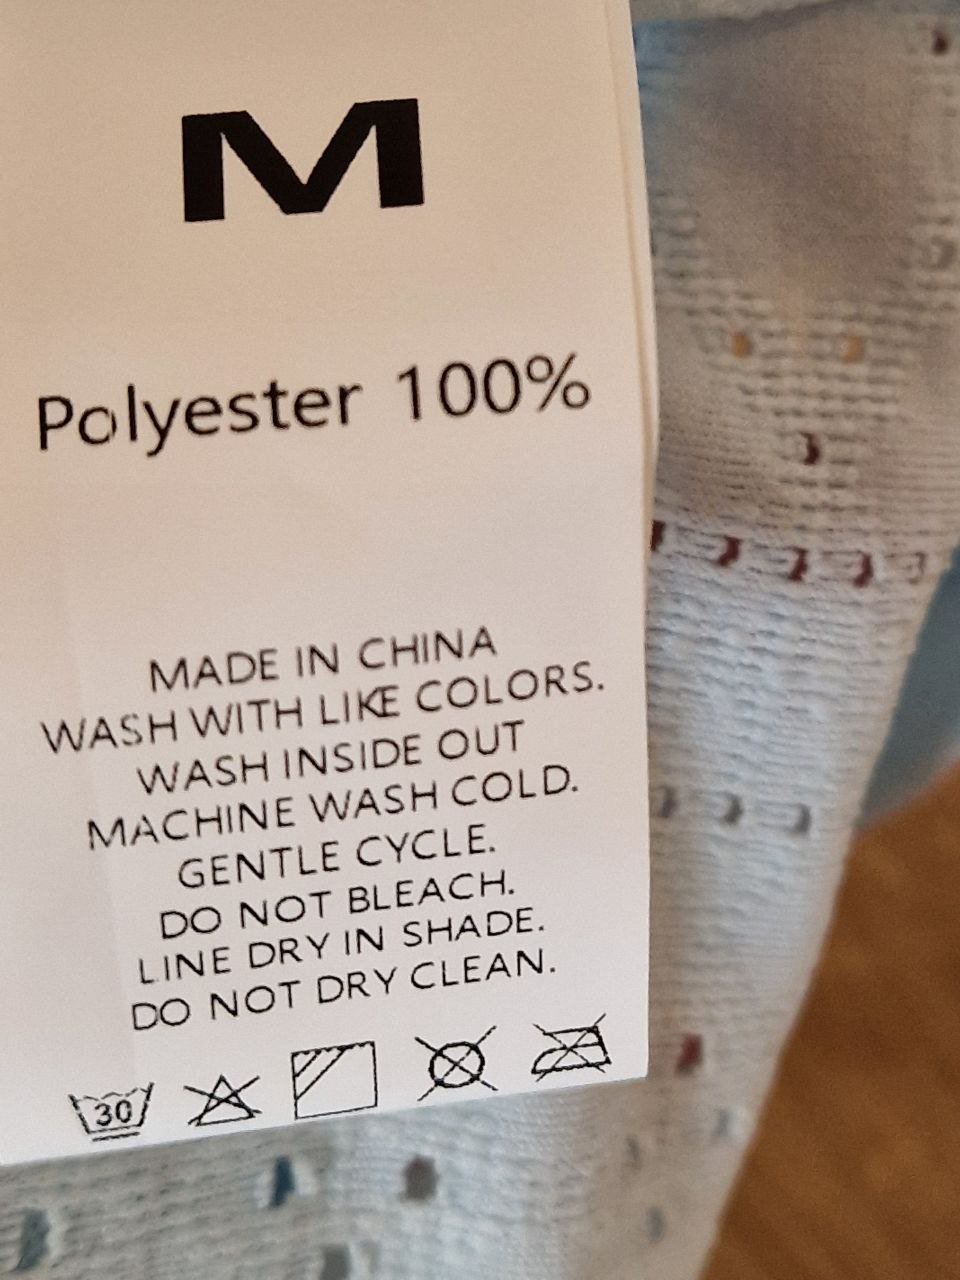 M
Polyester 100%
MADE IN CHINA
WASH WITH LIKE COLORS.
WASH INSIDE OUT
MACHINE WASH COLD.
GENTLE CYCLE.
DO NOT BLEACH.
LINE DRY IN SHADE.
DO NOT DRY CLEAN.
30